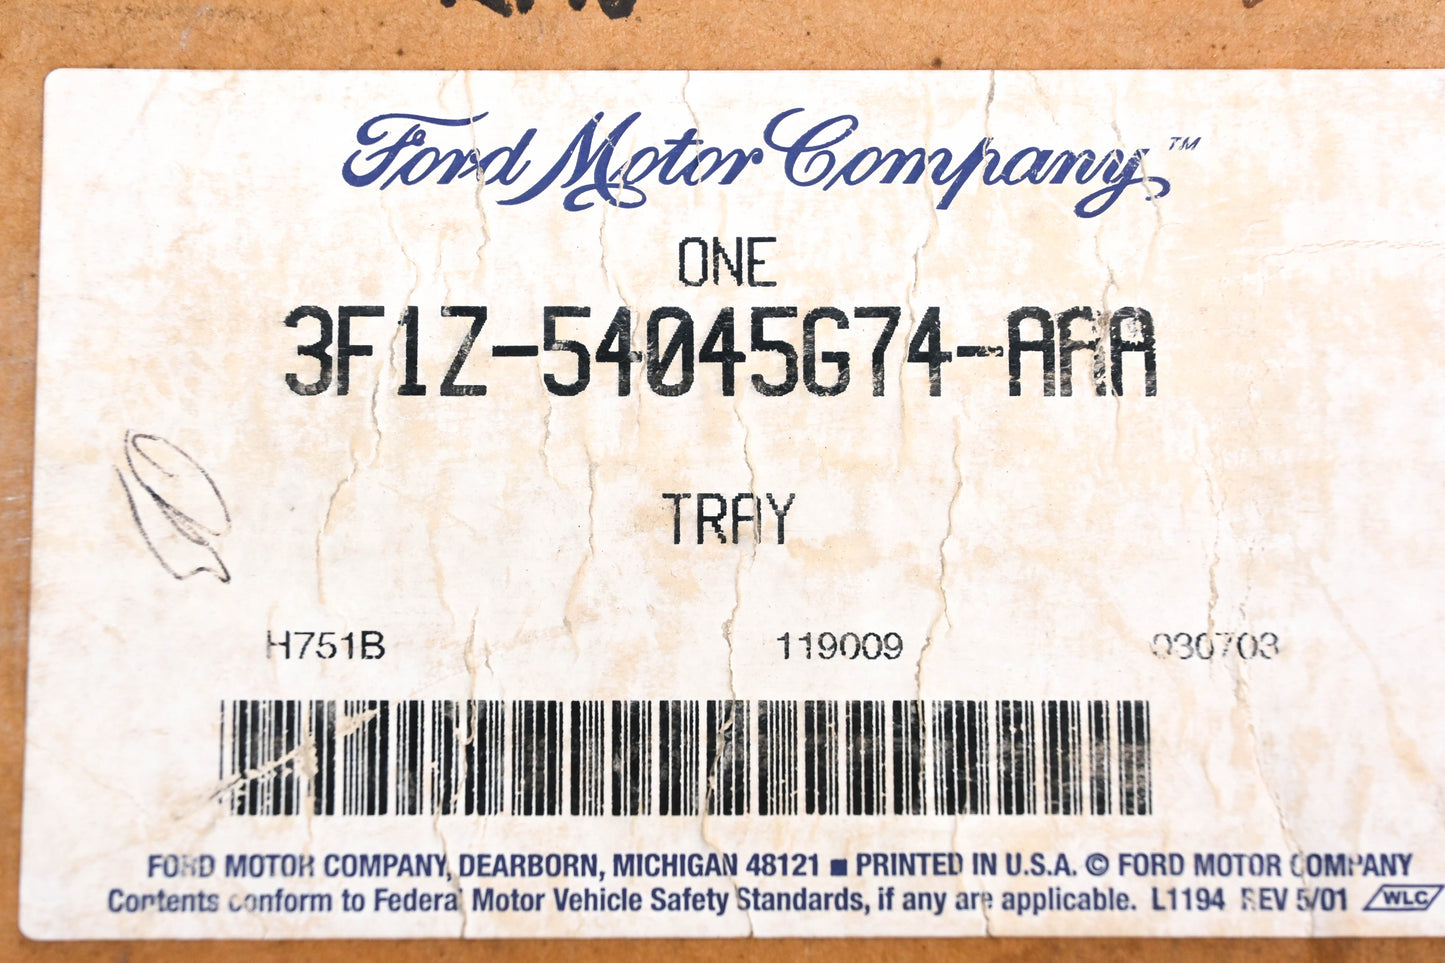 Ford Motor Company™
ONE
3F1Z-54045G74-AAA
TRAY
H751B 119009 030703
FORD MOTOR COMPANY, DEARBORN, MICHIGAN 48121 ■ PRINTED IN U.S.A. © FORD MOTOR COMPANY
Contents conform to Federal Motor Vehicle Safety Standards, if any are applicable. L1194 REV 5/01 WLC